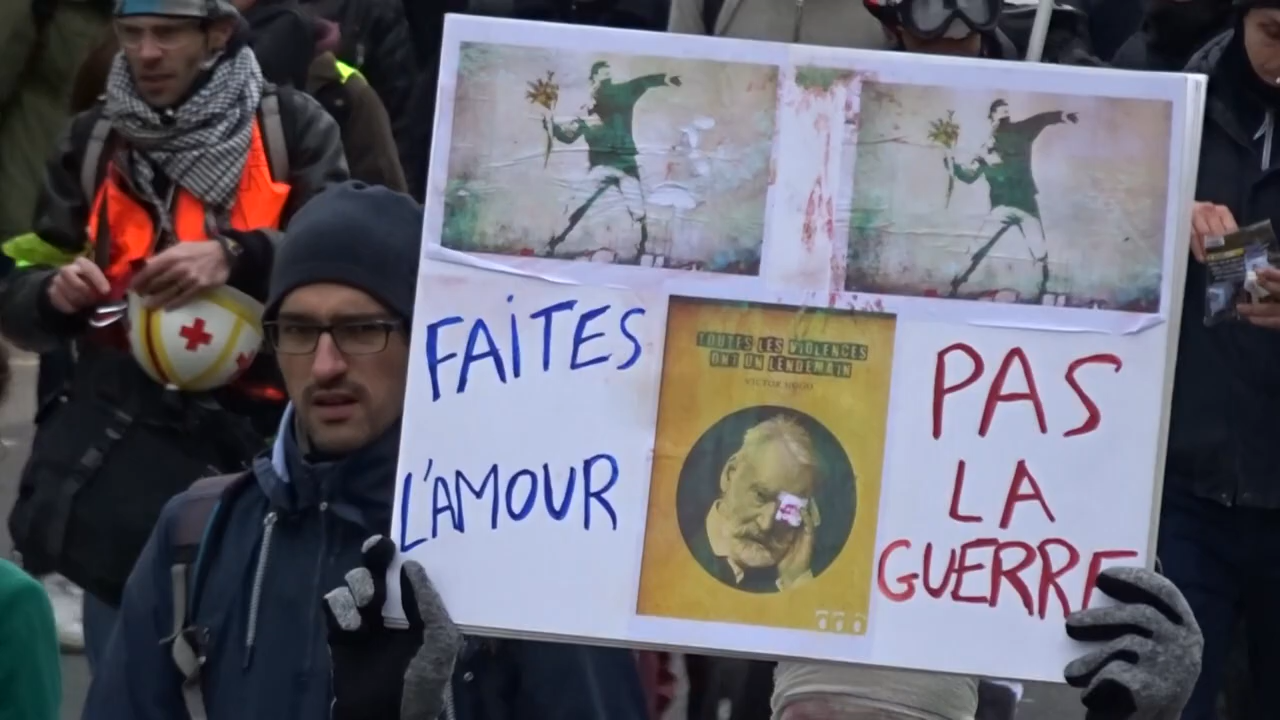 FAiTES
L'AMOUR
TOUTES LES VIOLENCES
ONT UN LENDEMAIN
VICTOR HUGO
PAS
LA
GUERRE